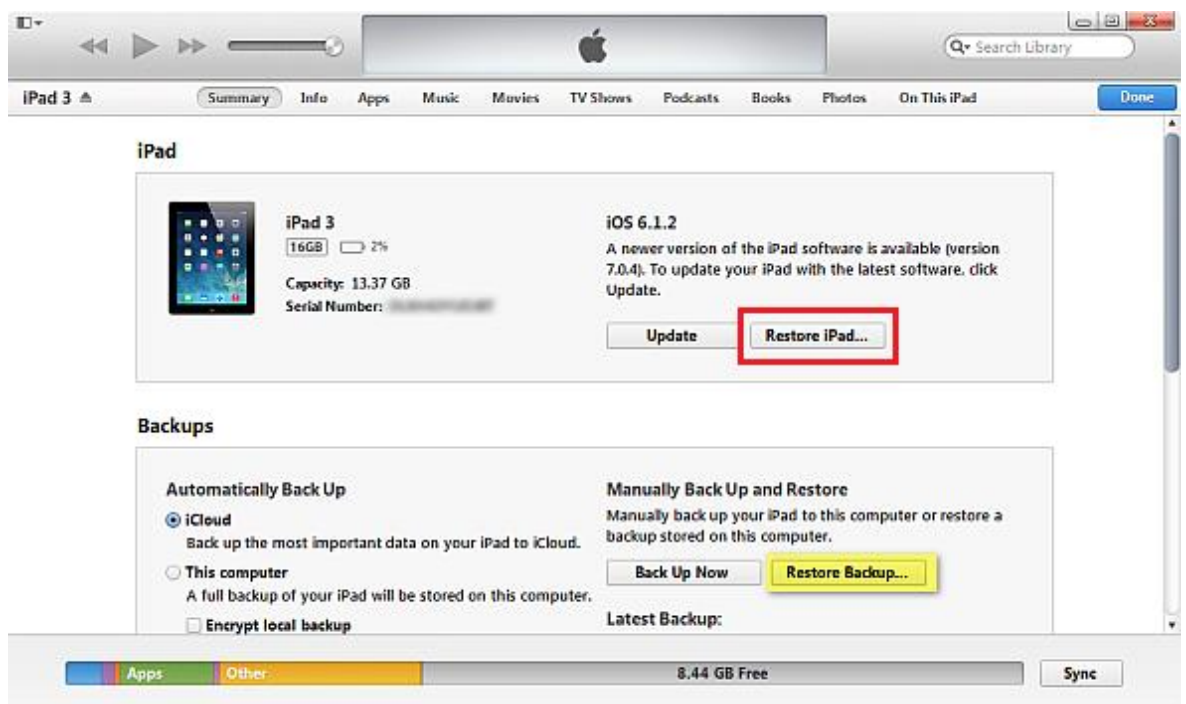 Search Library
iPad 3
Summary Info Apps Music Movies TV Shows Podcasts Books Photos On This iPad Done
iPad
iPad 3
16GB 2%
Capacity: 13.37 GB
Serial Number:
iOS 6.1.2
A newer version of the iPad software is available (version
7.0.4). To update your iPad with the latest software, click
Update.
Update Restore iPad...
Backups
Automatically Back Up
iCloud
Back up the most important data on your iPad to iCloud.
This computer
A full backup of your iPad will be stored on this computer.
Encrypt local backup
Manually Back Up and Restore
Manually back up your iPad to this computer or restore a
backup stored on this computer.
Back Up Now Restore Backup...
Latest Backup:
Apps Other 8.44 GB Free Sync